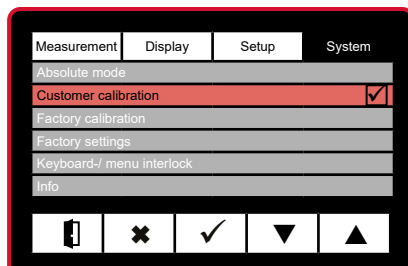 Measurement Display Setup System
Absolute mode
Customer calibration
Factory calibration
Factory settings
Keyboard-/ menu interlock
Info